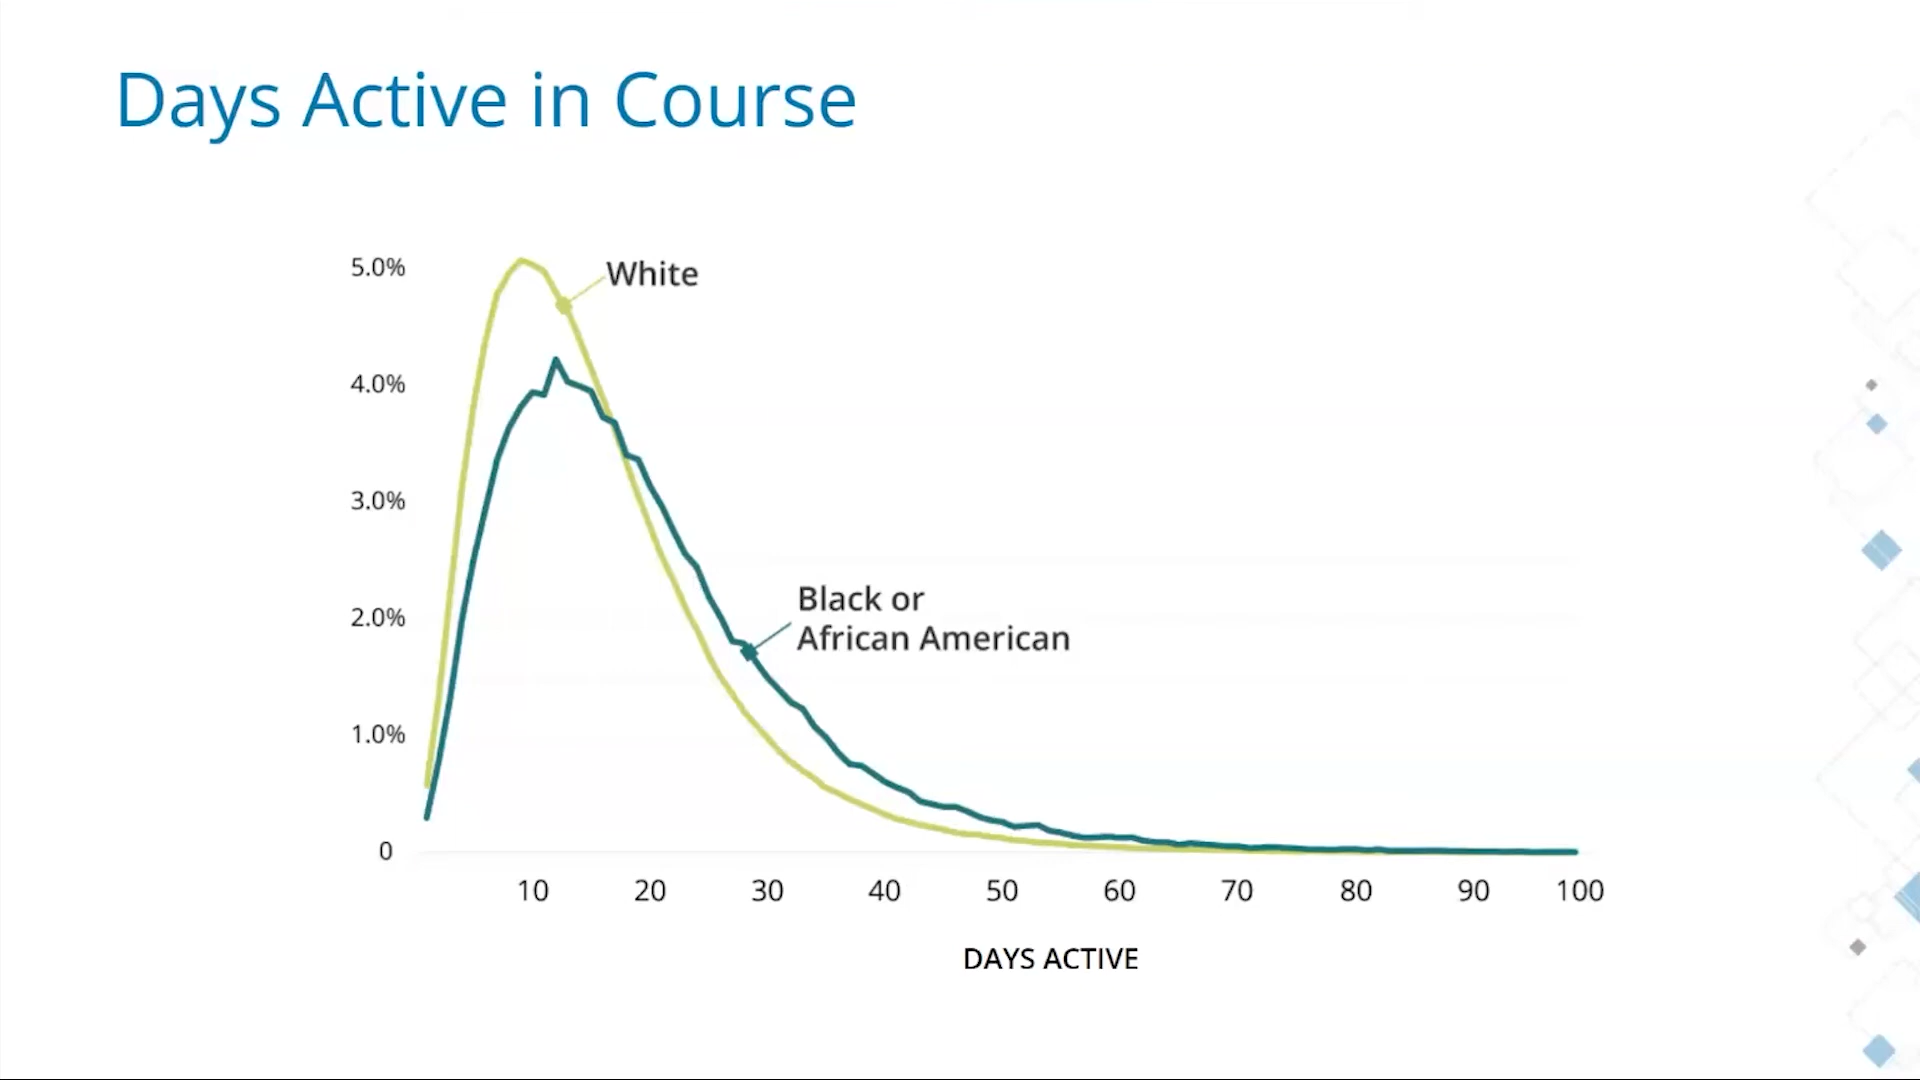 Days Active in Course
5.0%
White
4.0%
3.0%
2.0%
Black or
African American
1.0%
0
10 20 30 40 50 60 70 80 90 100
DAYS ACTIVE